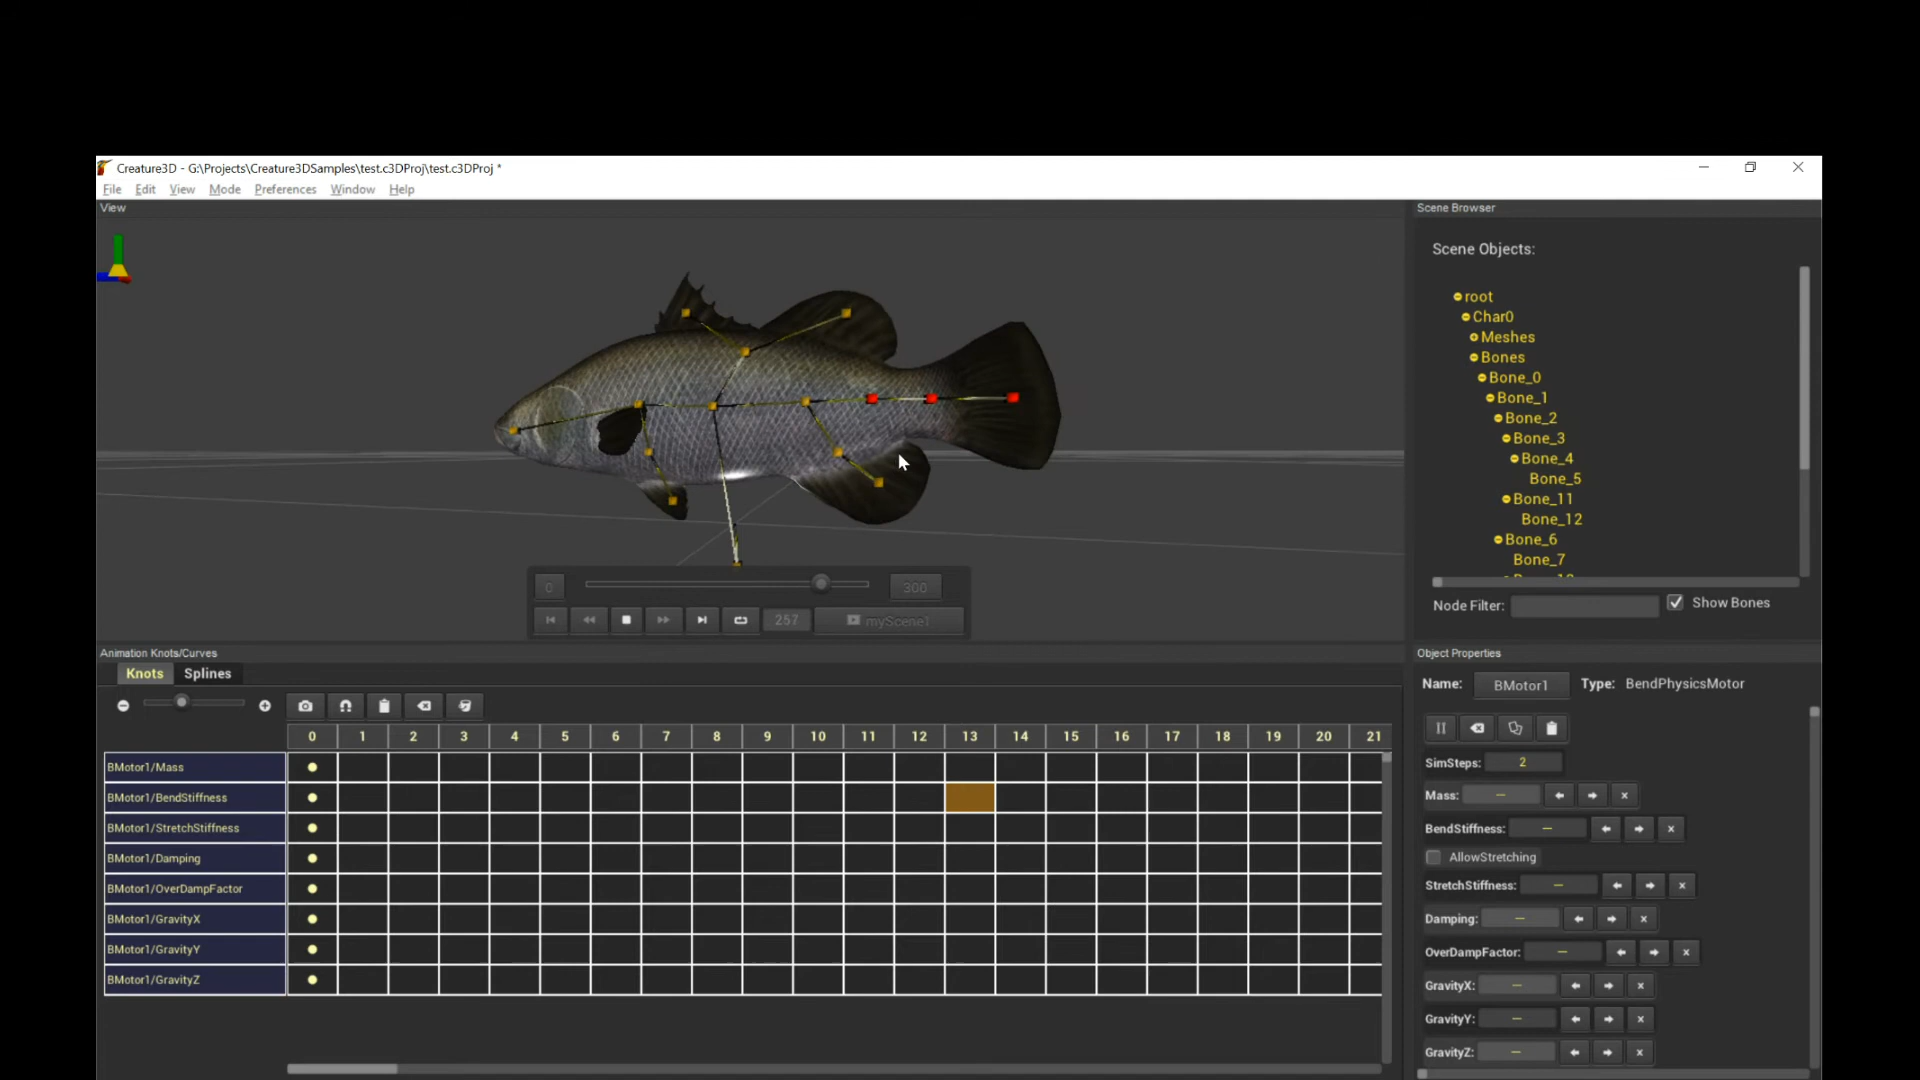 Creature3D - G:\Projects\Creature3DSamples\test.c3DProj\test.c3DProj *
File Edit View Mode Preferences Window Help
View
Scene Browser
Scene Objects:
root
Char0
Meshes
Bones
Bone_0
Bone_1
Bone_2
Bone_3
Bone_4
Bone_5
Bone_11
Bone_12
Bone_6
Bone_7
Node Filter: Show Bones
0 300
257 myScene1
Animation Knots/Curves
Knots Splines
0 1 2 3 4 5 6 7 8 9 10 11 12 13 14 15 16 17 18 19 20 21
BMotor1/Mass
BMotor1/BendStiffness
BMotor1/StretchStiffness
BMotor1/Damping
BMotor1/OverDampFactor
BMotor1/GravityX
BMotor1/GravityY
BMotor1/GravityZ
Object Properties
Name: BMotor1 Type: BendPhysicsMotor
SimSteps: 2
Mass:
BendStiffness:
AllowStretching
StretchStiffness:
Damping:
OverDampFactor:
GravityX:
GravityY:
GravityZ: